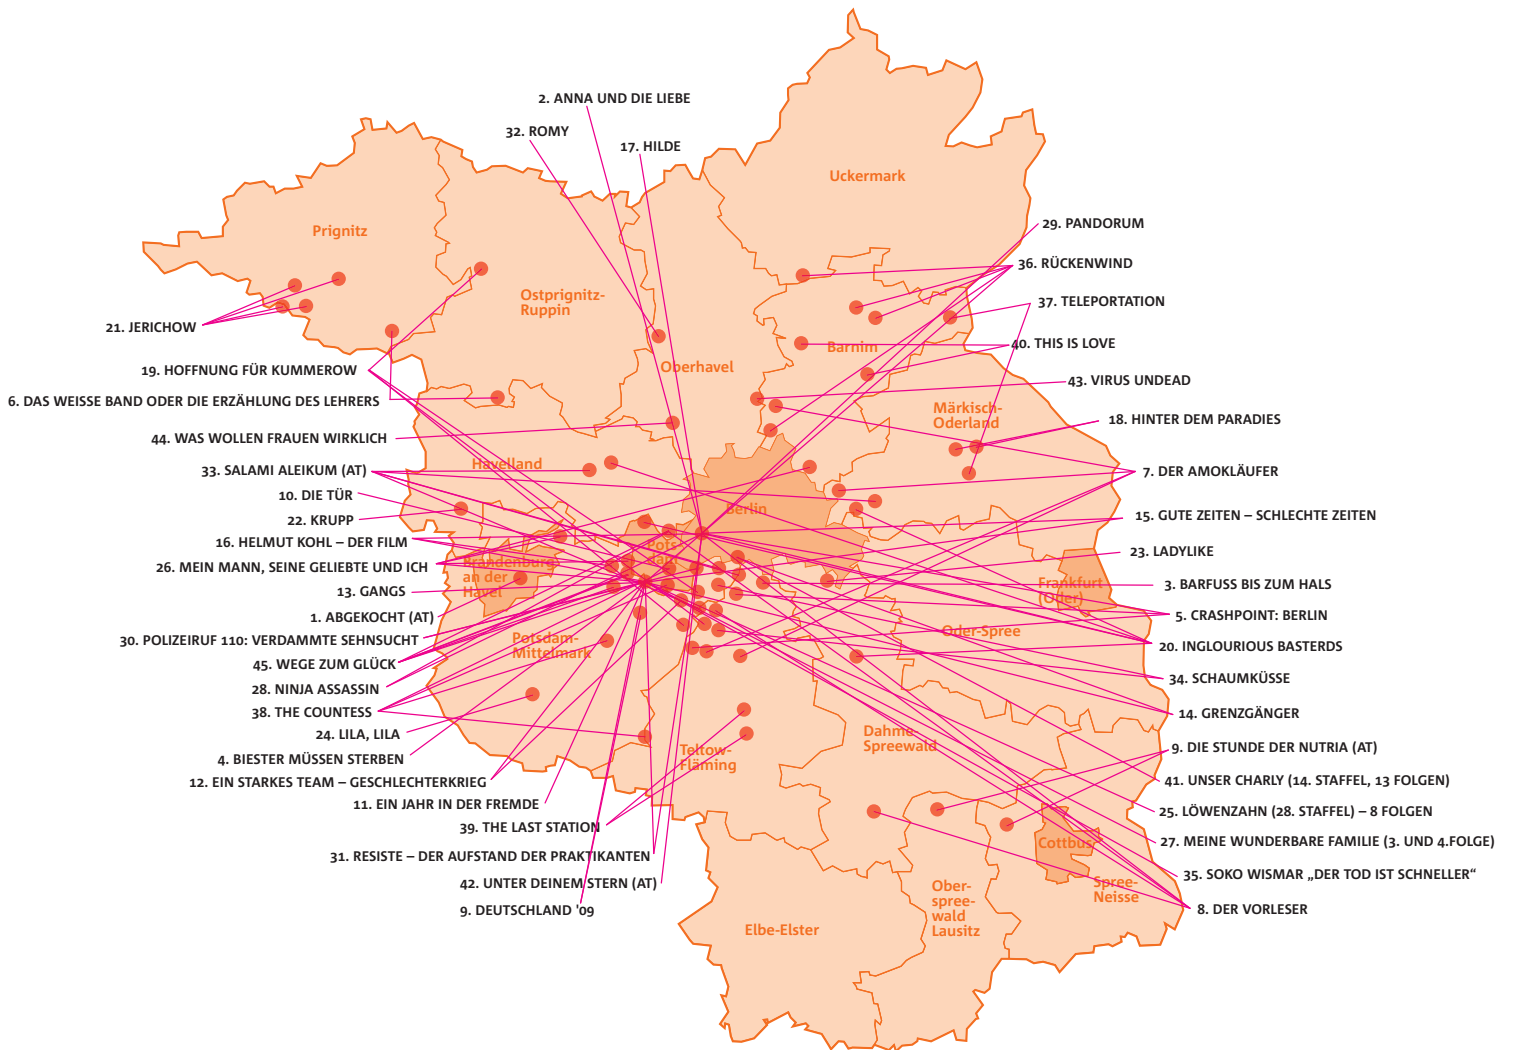 2. ANNA UND DIE LIEBE
32. ROMY
17. HILDE
Uckermark
29. PANDORUM
Prignitz
36. RÜCKENWIND
Ostprignitz-
Ruppin
37. TELEPORTATION
21. JERICHOW
40. THIS IS LOVE
Barnim
19. HOFFNUNG FÜR KUMMEROW
Oberhavel
43. VIRUS UNDEAD
6. DAS WEISSE BAND ODER DIE ERZÄHLUNG DES LEHRERS
Märkisch-
Oderland
18. HINTER DEM PARADIES
44. WAS WOLLEN FRAUEN WIRKLICH
Havelland
33. SALAMI ALEIKUM (AT)
7. DER AMOKLÄUFER
10. DIE TÜR
Berlin
22. KRUPP
15. GUTE ZEITEN – SCHLECHTE ZEITEN
16. HELMUT KOHL – DER FILM
Pots-
dam
23. LADYLIKE
26. MEIN MANN, SEINE GELIEBTE UND ICH
Brandenburg
an der
Havel
Frankfurt
(Oder)
3. BARFUSS BIS ZUM HALS
13. GANGS
1. ABGEKOCHT (AT)
5. CRASHPOINT: BERLIN
30. POLIZEIRUF 110: VERDAMMTE SEHNSUCHT
Potsdam-
Mittelmark
Oder-Spree
20. INGLOURIOUS BASTERDS
45. WEGE ZUM GLÜCK
34. SCHAUMKÜSSE
28. NINJA ASSASSIN
38. THE COUNTESS
14. GRENZGÄNGER
24. LILA, LILA
Dahme-
Spreewald
9. DIE STUNDE DER NUTRIA (AT)
4. BIESTER MÜSSEN STERBEN
Teltow-
Fläming
12. EIN STARKES TEAM – GESCHLECHTERKRIEG
41. UNSER CHARLY (14. STAFFEL, 13 FOLGEN)
11. EIN JAHR IN DER FREMDE
25. LÖWENZAHN (28. STAFFEL) – 8 FOLGEN
39. THE LAST STATION
Cottbus
27. MEINE WUNDERBARE FAMILIE (3. UND 4.FOLGE)
31. RESISTE – DER AUFSTAND DER PRAKTIKANTEN
35. SOKO WISMAR „DER TOD IST SCHNELLER“
42. UNTER DEINEM STERN (AT)
Spree-
Neisse
Ober-
spree-
wald
Lausitz
9. DEUTSCHLAND '09
8. DER VORLESER
Elbe-Elster